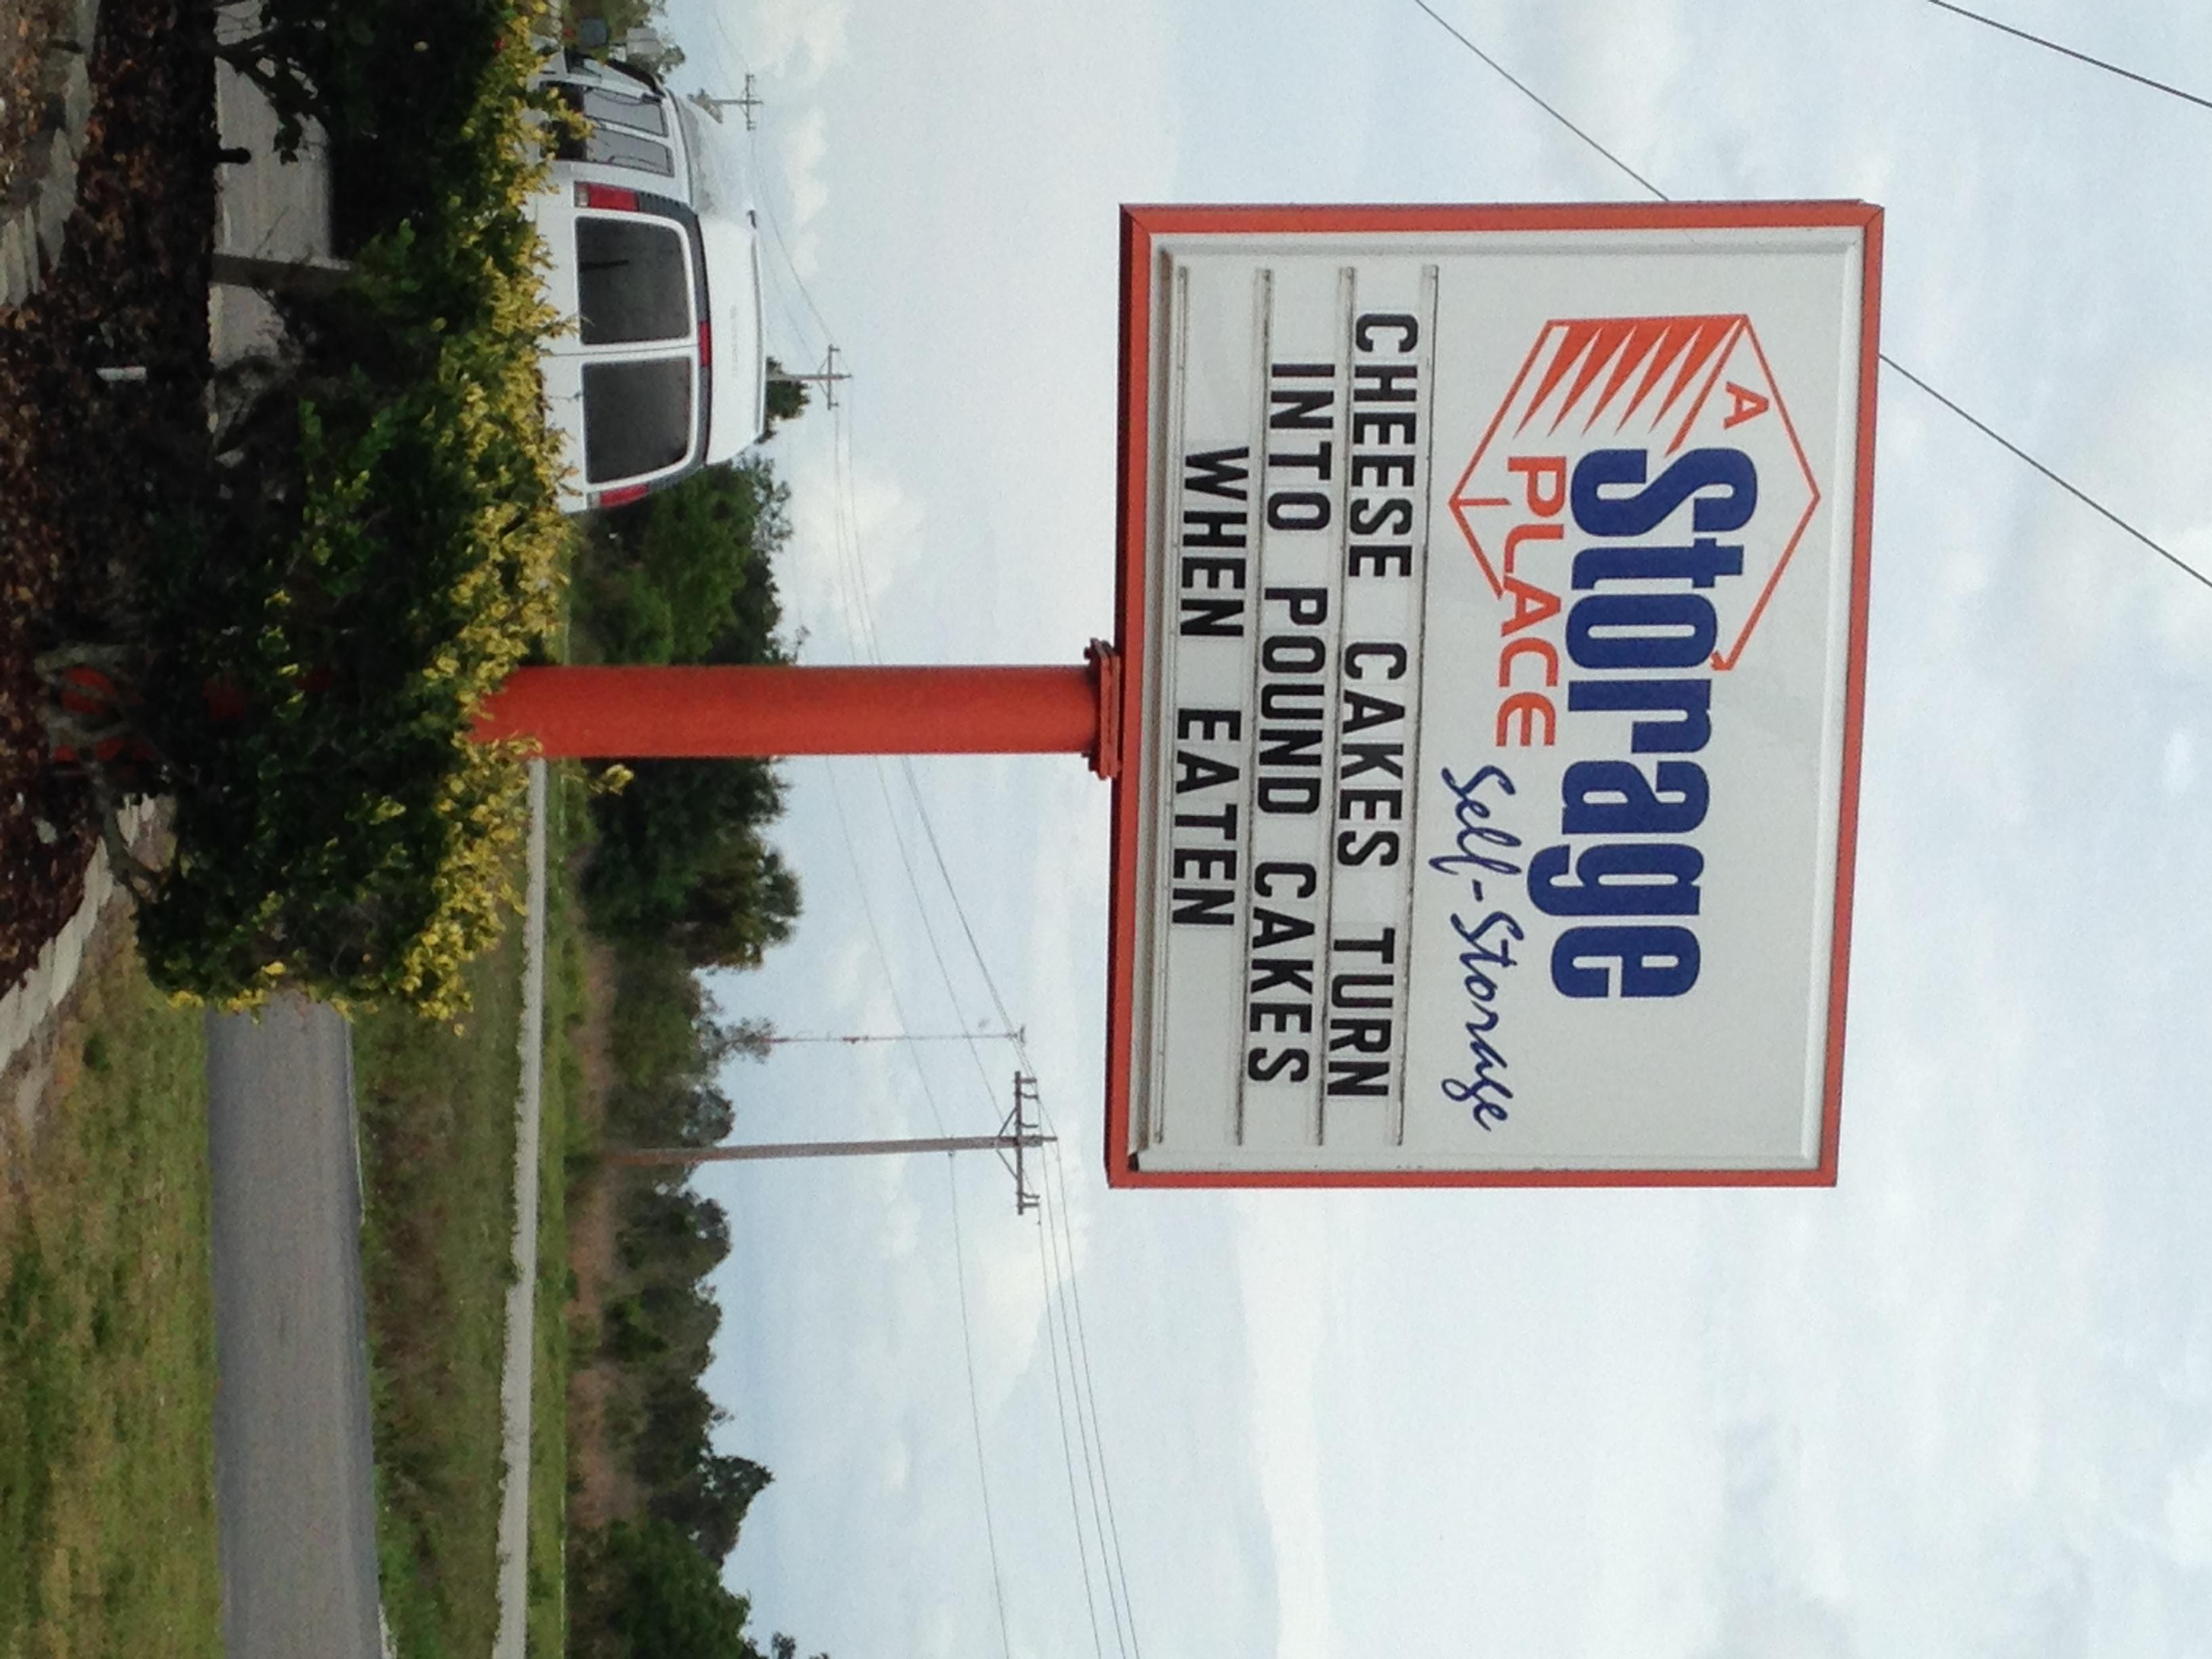 A
Storage
PLACE
Self-Storage
CHEESE CAKES TURN
INTO POUND CAKES
WHEN EATEN